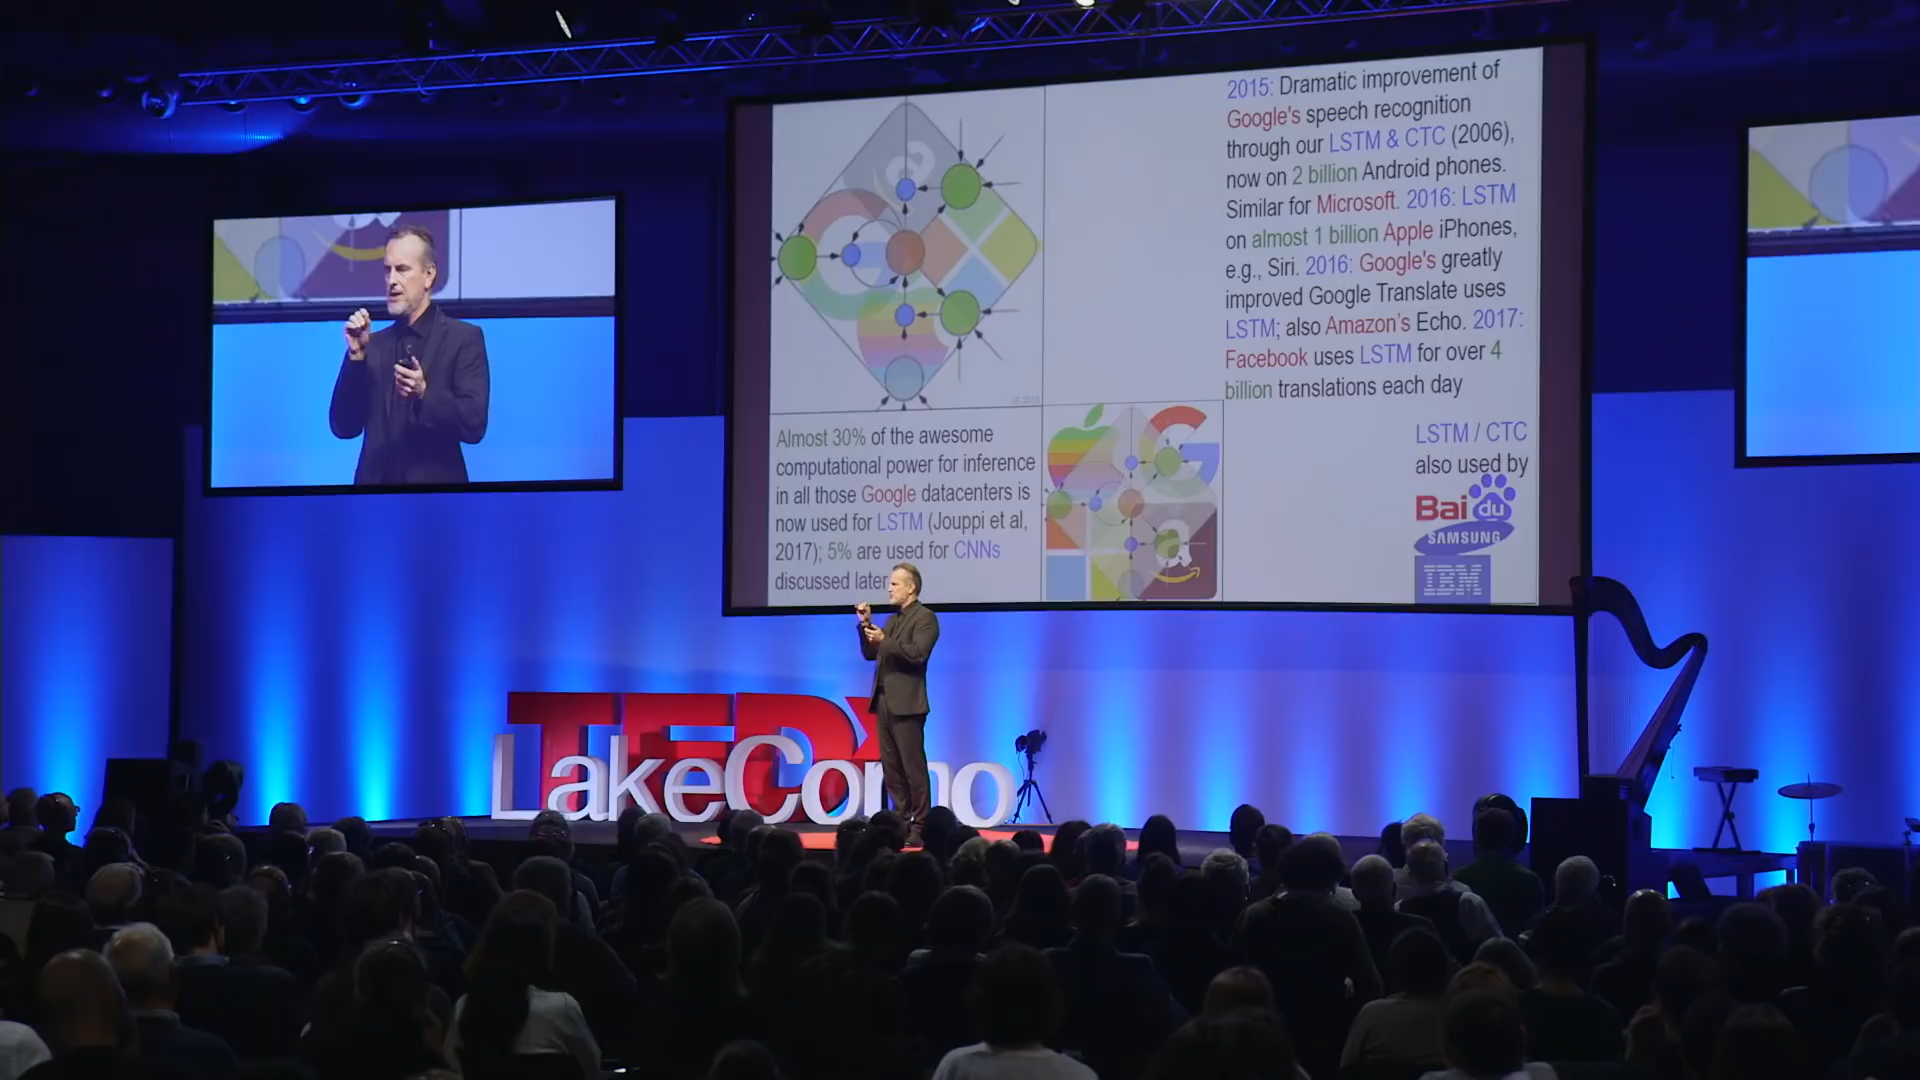 2015: Dramatic improvement of
Google's speech recognition
through our LSTM & CTC (2006),
now on 2 billion Android phones.
Similar for Microsoft. 2016: LSTM
on almost 1 billion Apple iPhones,
e.g., Siri. 2016: Google's greatly
improved Google Translate uses
LSTM; also Amazon's Echo. 2017:
Facebook uses LSTM for over 4
billion translations each day
Almost 30% of the awesome
computational power for inference
in all those Google datacenters is
now used for LSTM (Jouppi et al,
2017); 5% are used for CNNs
discussed later
LSTM / CTC
also used by
Bai du
SAMSUNG
IBM
TEDx
LakeComo